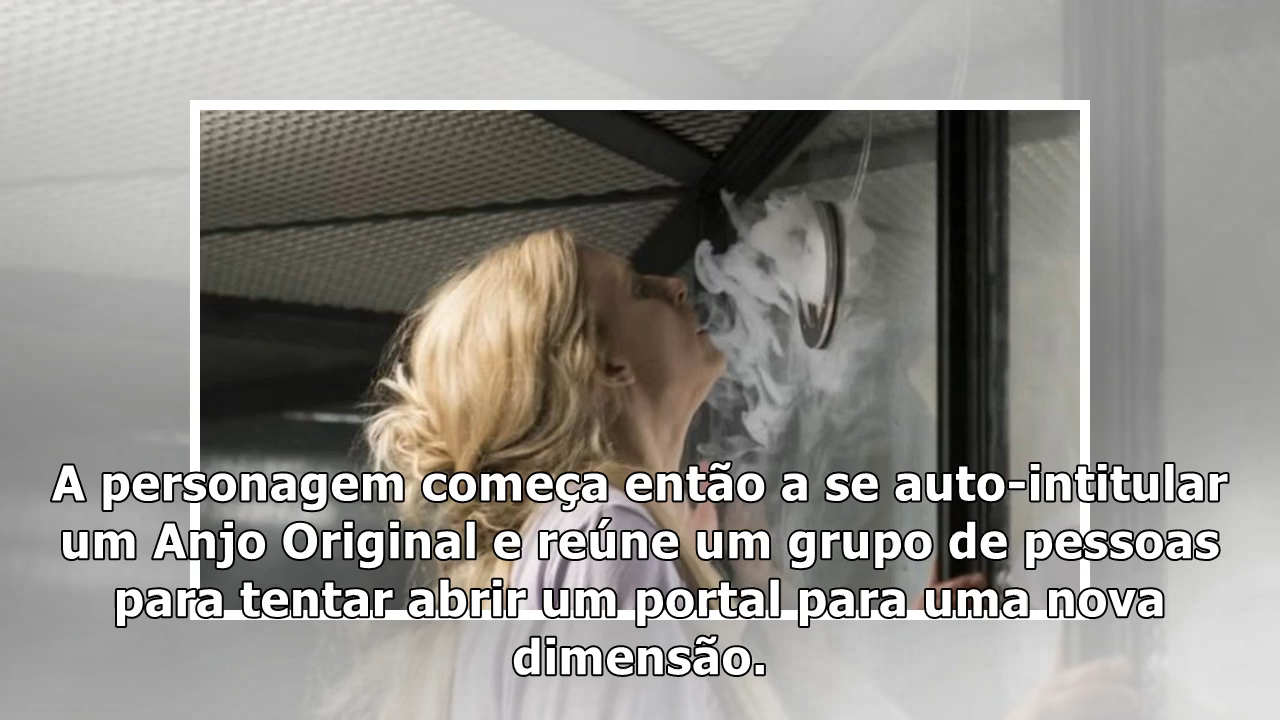 A personagem começa então a se auto-intitular
um Anjo Original e reúne um grupo de pessoas
para tentar abrir um portal para uma nova
dimensão.